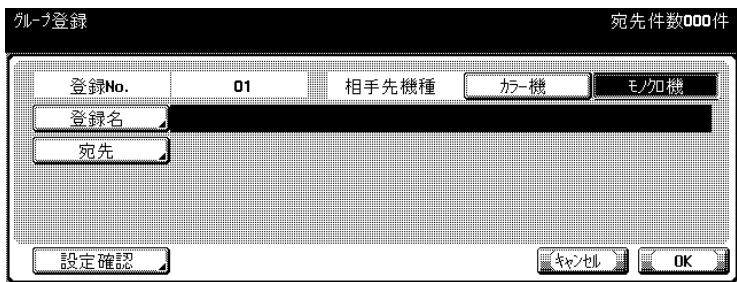 グループ登録 宛先件数000件
登録No. 01 相手先機種 カラー機 モノクロ機
登録名
宛先
設定確認 キャンセル OK